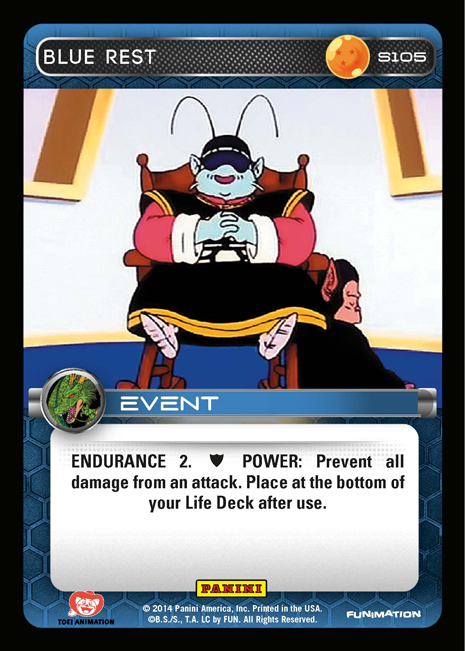 BLUE REST
S105
EVENT
ENDURANCE 2. POWER: Prevent all
damage from an attack. Place at the bottom of
your Life Deck after use.
PANINI
TOEI ANIMATION
© 2014 Panini America, Inc. Printed in the USA.
©B.S./S., T.A. LC by FUN. All Rights Reserved.
FUNIMATION